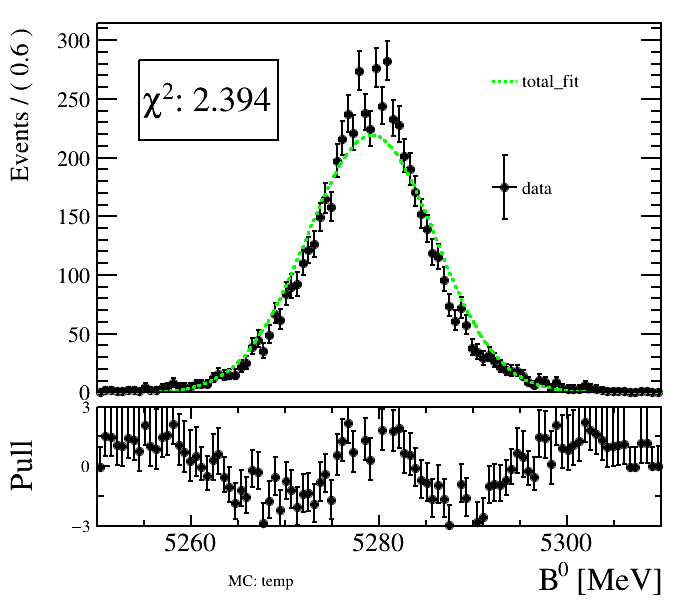 Events / ( 0.6 )
300
250
200
150
100
50
0
χ²: 2.394
total_fit
data
Pull
3
0
−3
5260
5280
5300
B⁰ [MeV]
MC: temp